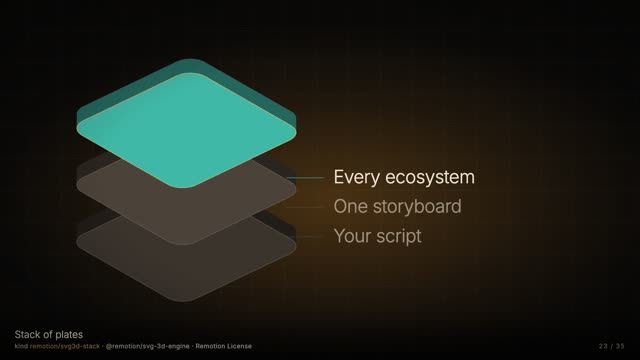 Every ecosystem
One storyboard
Your script
Stack of plates
kind remotion/svg3d-stack · @remotion/svg-3d-engine · Remotion License
23 / 35